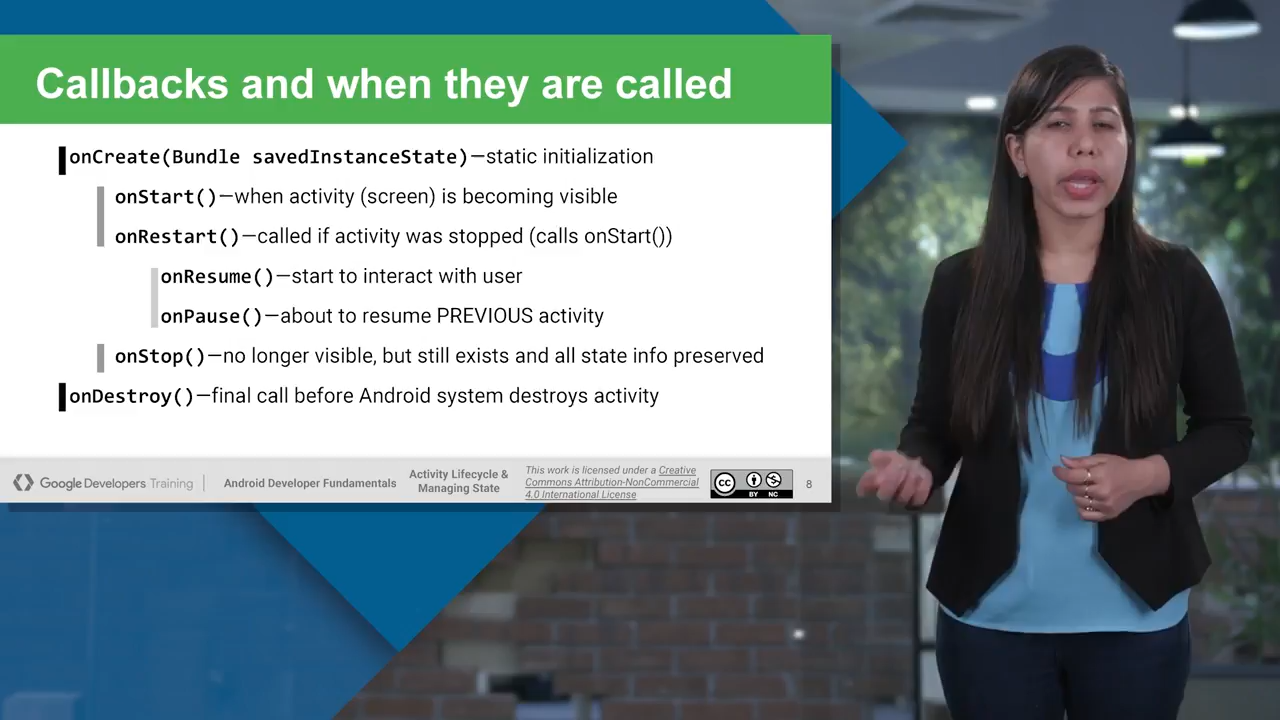 Callbacks and when they are called
onCreate(Bundle savedInstanceState)—static initialization
onStart()—when activity (screen) is becoming visible
onRestart()—called if activity was stopped (calls onStart())
onResume()—start to interact with user
onPause()—about to resume PREVIOUS activity
onStop()—no longer visible, but still exists and all state info preserved
onDestroy()—final call before Android system destroys activity
Google Developers Training
Android Developer Fundamentals
Activity Lifecycle &
Managing State
This work is licensed under a Creative
Commons Attribution-NonCommercial
4.0 International License
cc
BY NC
8